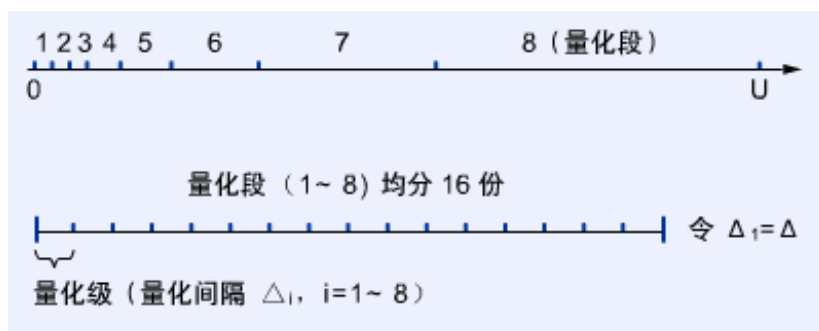 1 2 3 4 5 6 7 8（量化段）
0 U
量化段（1~ 8）均分 16 份
令 Δ₁=Δ
量化级（量化间隔 △ᵢ，i=1~ 8）